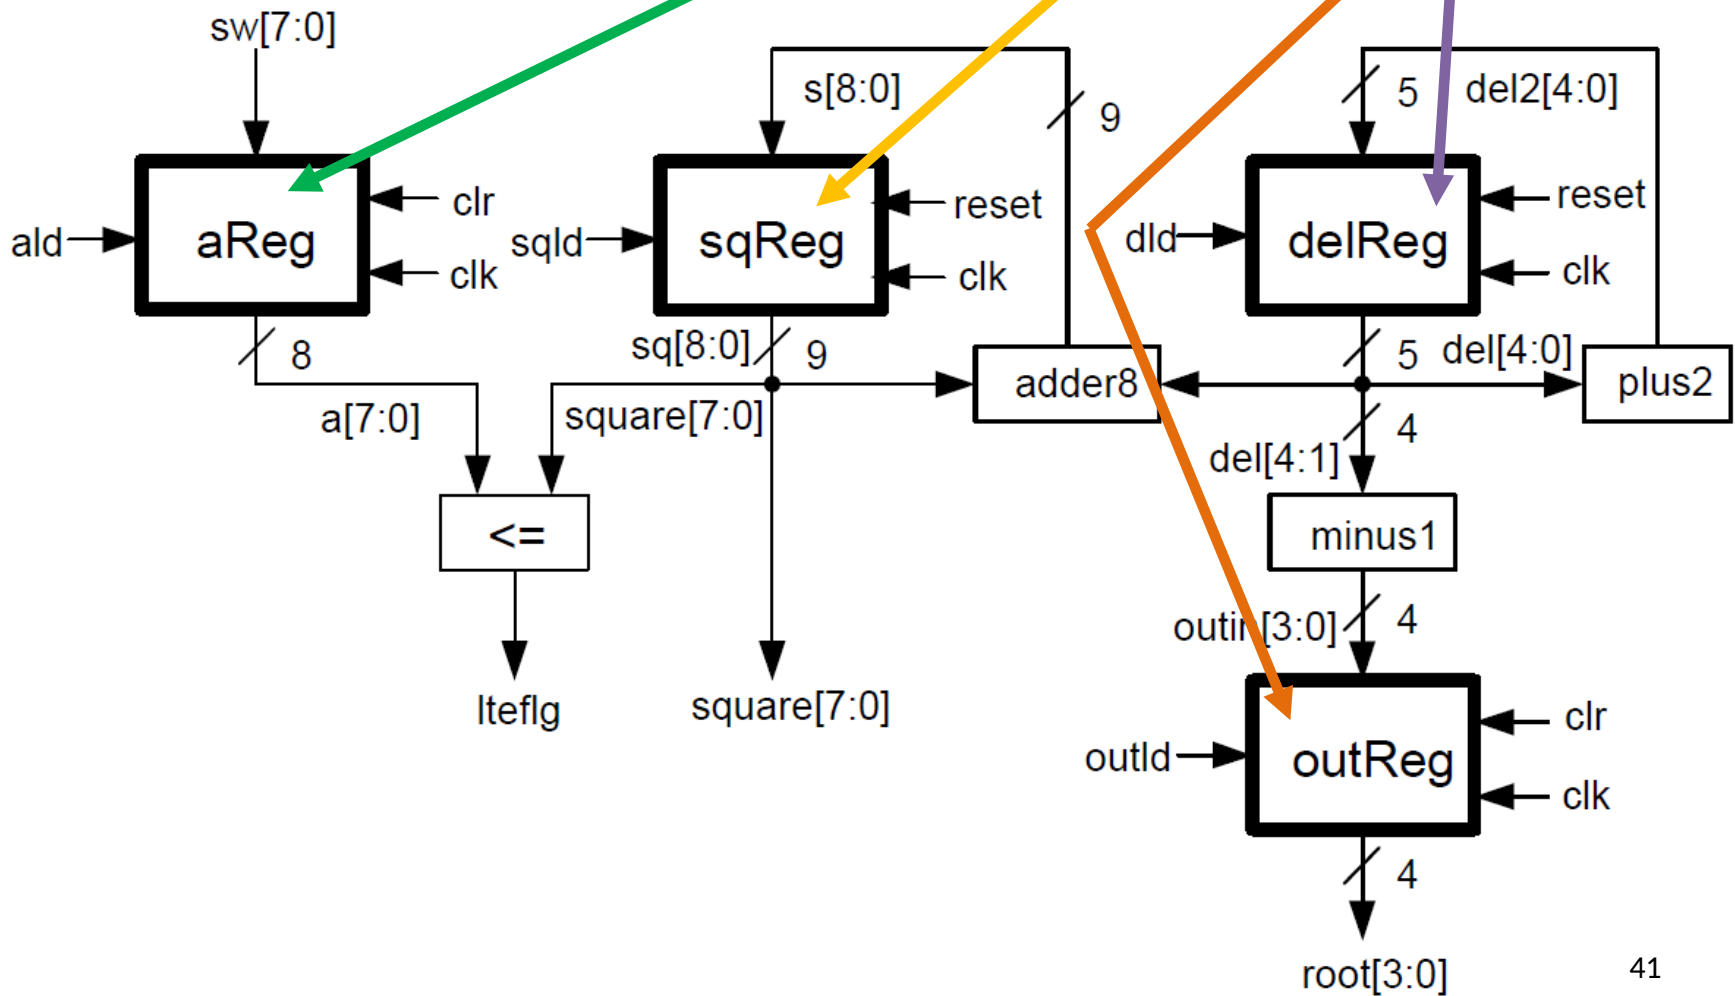 sw[7:0]
s[8:0]
9
5
del2[4:0]
ald
aReg
clr
clk
sqld
sqReg
reset
clk
dld
delReg
reset
clk
8
sq[8:0]
9
5
del[4:0]
adder8
plus2
a[7:0]
square[7:0]
4
del[4:1]
<=
minus1
outin[3:0]
4
lteflg
square[7:0]
outld
outReg
clr
clk
4
root[3:0]
41